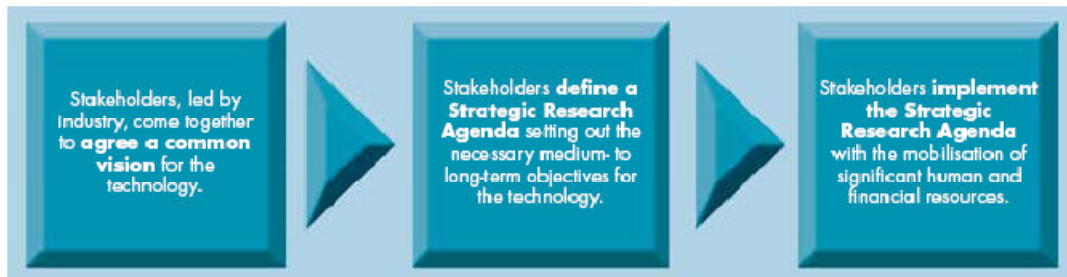 Stakeholders, led by
industry, come together
to agree a common
vision for the
technology.
Stakeholders define a
Strategic Research
Agenda setting out the
necessary medium- to
long-term objectives for
the technology.
Stakeholders implement
the Strategic
Research Agenda
with the mobilisation of
significant human and
financial resources.